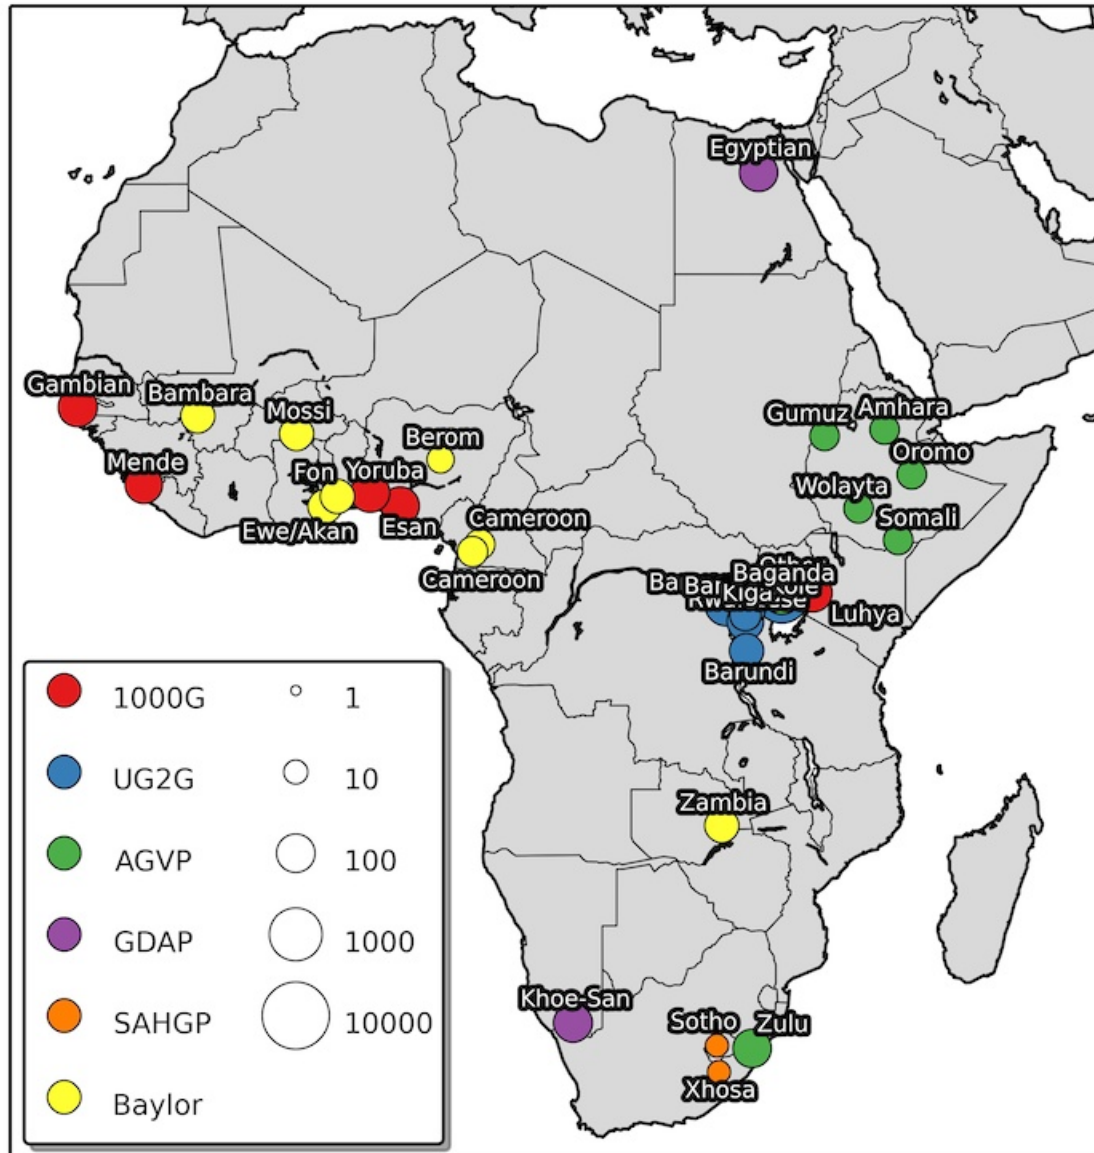 Egyptian
Gambian
Bambara
Mossi
Gumuz
Amhara
Berom
Oromo
Mende
Fon
Yoruba
Wolayta
Somali
Ewe/Akan
Esan
Cameroon
Cameroon
Baganda
Kiga
Luhya
Barundi
Zambia
Khoe-San
Sotho
Zulu
Xhosa
1000G
1
UG2G
10
AGVP
100
GDAP
1000
SAHGP
10000
Baylor